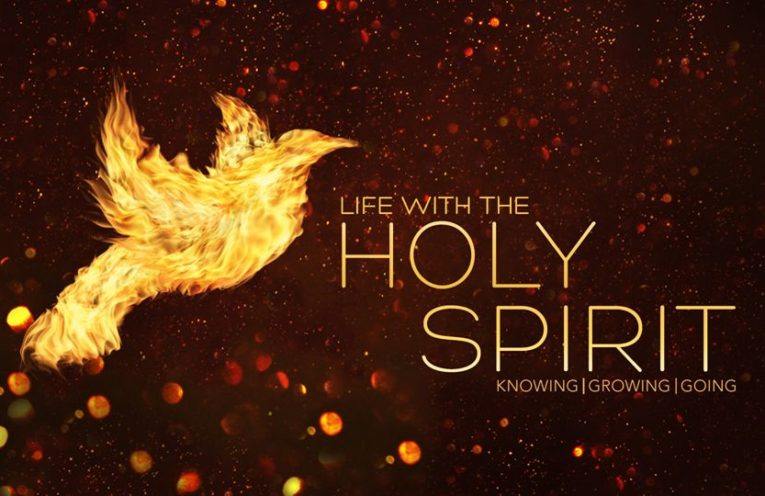 LIFE WITH THE
HOLY
SPIRIT
KNOWING|GROWING|GOING